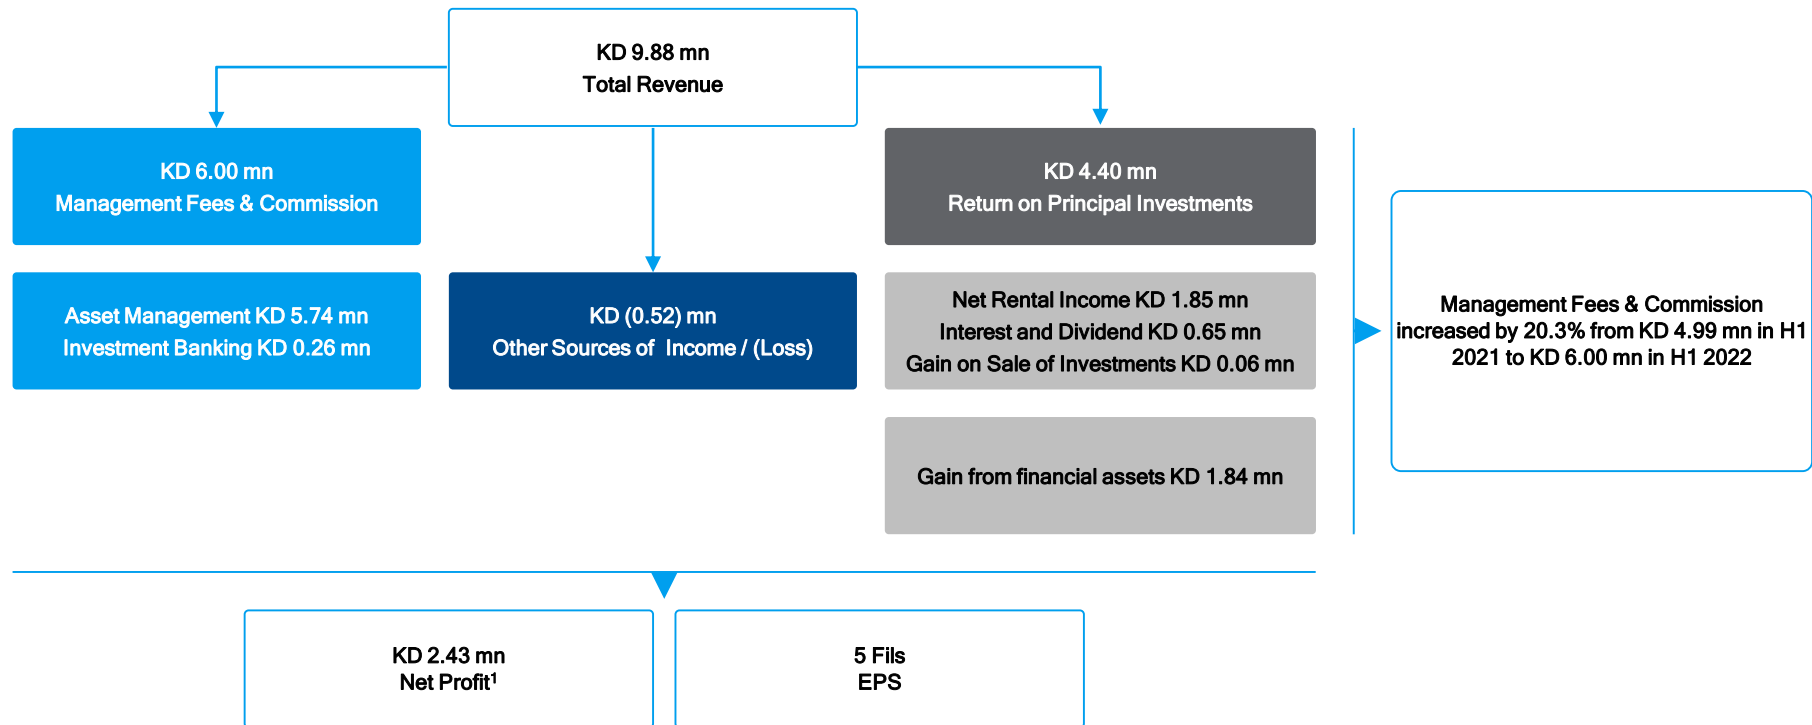 KD 9.88 mn
Total Revenue
KD 6.00 mn
Management Fees & Commission
KD 4.40 mn
Return on Principal Investments
Asset Management KD 5.74 mn
Investment Banking KD 0.26 mn
KD (0.52) mn
Other Sources of Income / (Loss)
Net Rental Income KD 1.85 mn
Interest and Dividend KD 0.65 mn
Gain on Sale of Investments KD 0.06 mn
Gain from financial assets KD 1.84 mn
Management Fees & Commission
increased by 20.3% from KD 4.99 mn in H1
2021 to KD 6.00 mn in H1 2022
KD 2.43 mn
Net Profit¹
5 Fils
EPS